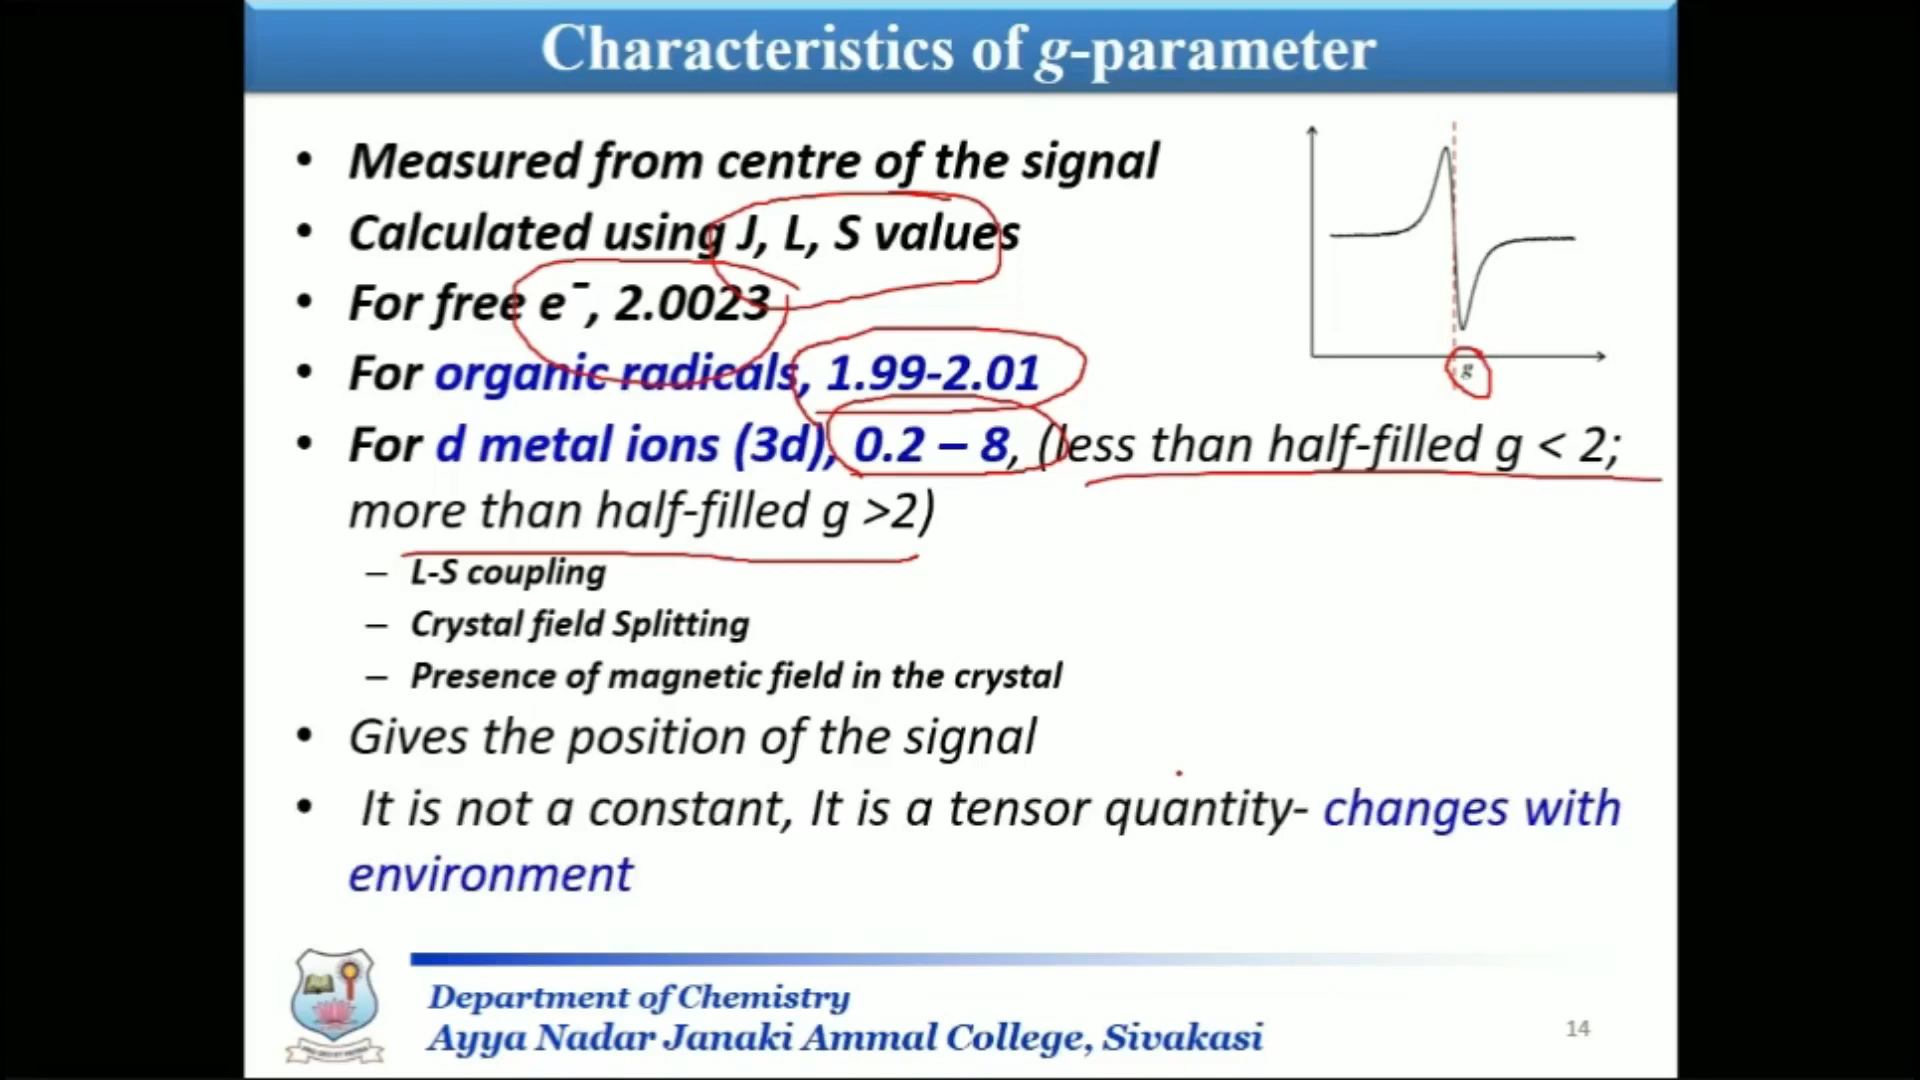 Characteristics of g-parameter
• Measured from centre of the signal
• Calculated using J, L, S values
• For free e⁻, 2.0023
• For organic radicals, 1.99-2.01
• For d metal ions (3d), 0.2 – 8, (less than half-filled g < 2;
more than half-filled g >2)
– L-S coupling
– Crystal field Splitting
– Presence of magnetic field in the crystal
• Gives the position of the signal
• It is not a constant, It is a tensor quantity- changes with
environment
g
Department of Chemistry
Ayya Nadar Janaki Ammal College, Sivakasi
14